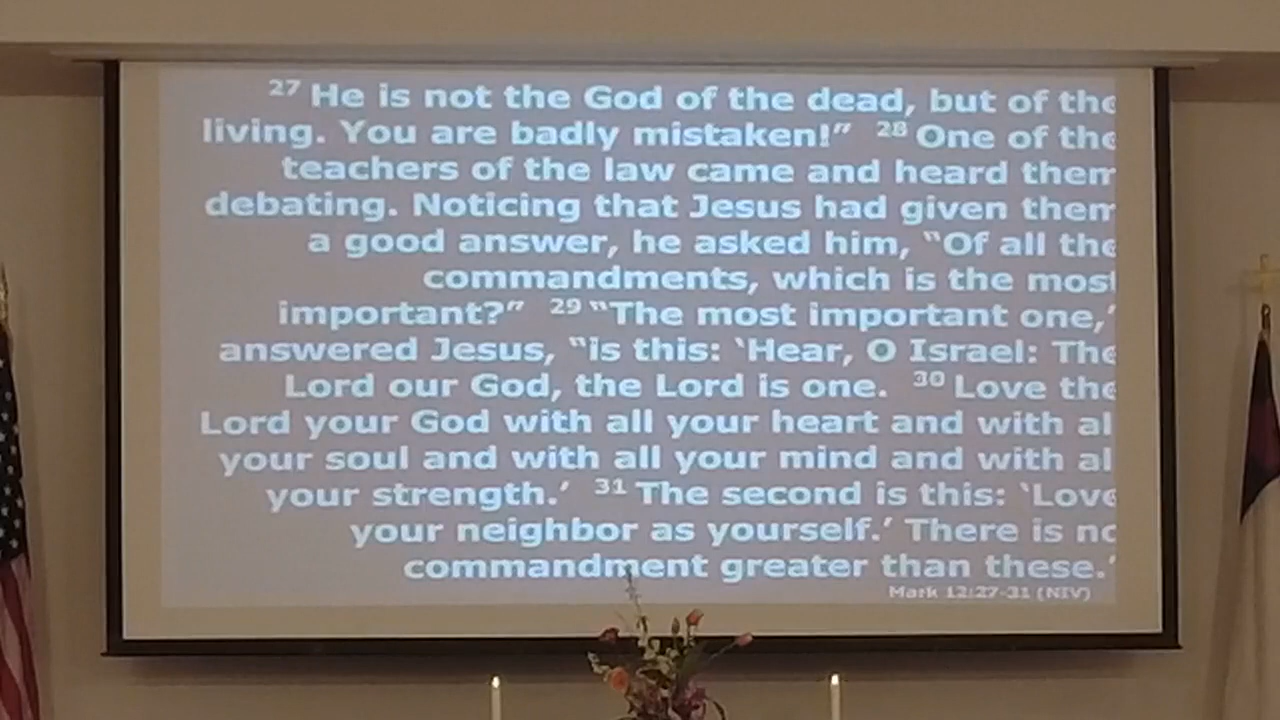 27 He is not the God of the dead, but of the
living. You are badly mistaken!” 28 One of the
teachers of the law came and heard them
debating. Noticing that Jesus had given them
a good answer, he asked him, “Of all the
commandments, which is the most
important?” 29 “The most important one,’
answered Jesus, “is this: ‘Hear, O Israel: The
Lord our God, the Lord is one. 30 Love the
Lord your God with all your heart and with al
your soul and with all your mind and with al
your strength.’ 31 The second is this: ‘Love
your neighbor as yourself.’ There is no
commandment greater than these.’
Mark 12:27-31 (NIV)